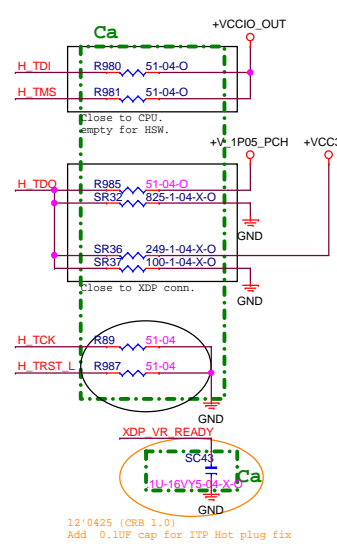 +VCCIO_OUT
Ca
H_TDI R980 51-04-O
H_TMS R981 51-04-O
Close to CPU.
empty for HSW.
+V_1P05_PCH +VCC3
H_TDO R985 51-04-O
SR32 825-1-04-X-O
GND
SR36 249-1-04-X-O
SR37 100-1-04-X-O
Close to XDP conn.
GND
H_TCK R89 51-04
H_TRST_L R987 51-04
GND
XDP_VR_READY
SC43
Ca
1U-16VY5-04-X-O
GND
12'0425 (CRB 1.0)
Add 0.1UF cap for ITP Hot plug fix